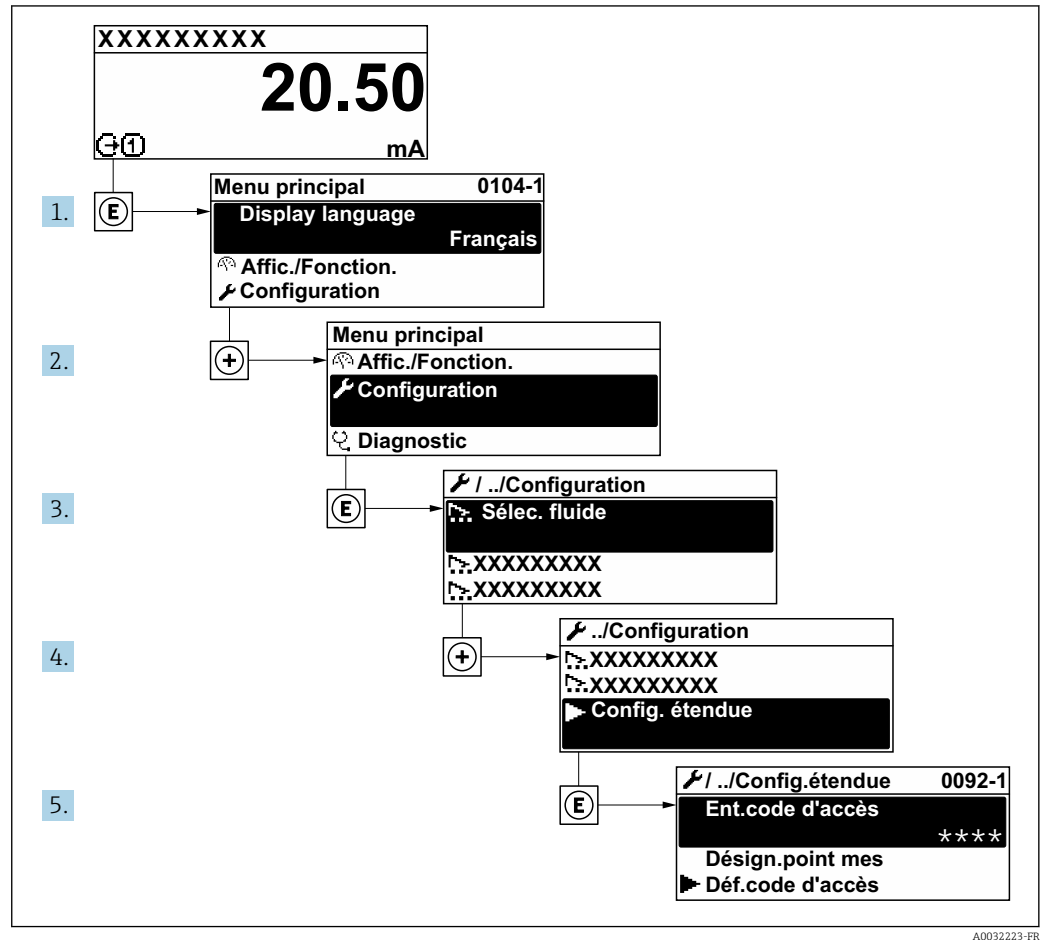 XXXXXXXXX
20.50
1
mA
1.
E
Menu principal 0104-1
Display language
Français
Affic./Fonction.
Configuration
2.
+
Menu principal
Affic./Fonction.
Configuration
Diagnostic
3.
E
/ ../Configuration
Sélec. fluide
XXXXXXXXX
XXXXXXXXX
4.
+
../Configuration
XXXXXXXXX
XXXXXXXXX
Config. étendue
5.
E
/ ../Config.étendue 0092-1
Ent.code d'accès
****
Désign.point mes
Déf.code d'accès
A0032223-FR